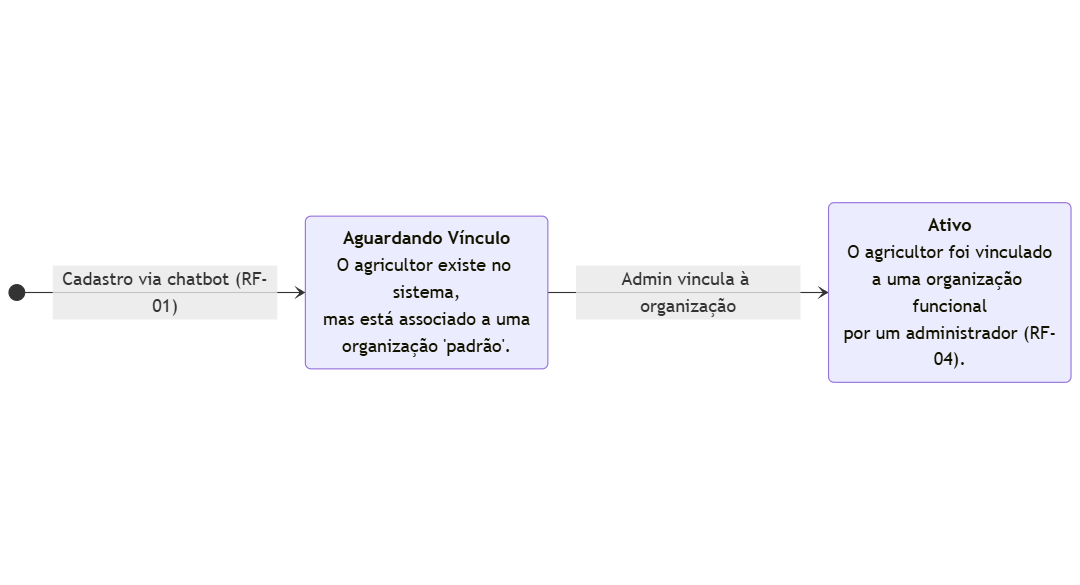 Cadastro via chatbot (RF-
01)
Aguardando Vínculo
O agricultor existe no
sistema,
mas está associado a uma
organização 'padrão'.
Admin vincula à
organização
Ativo
O agricultor foi vinculado
a uma organização
funcional
por um administrador (RF-
04).